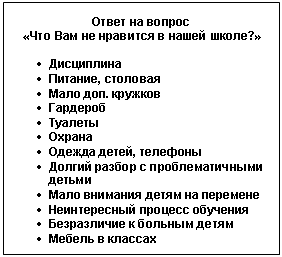 Ответ на вопрос
«Что Вам не нравится в нашей школе?»
• Дисциплина
• Питание, столовая
• Мало доп. кружков
• Гардероб
• Туалеты
• Охрана
• Одежда детей, телефоны
• Долгий разбор с проблематичными
детьми
• Мало внимания детям на перемене
• Неинтересный процесс обучения
• Безразличие к больным детям
• Мебель в классах